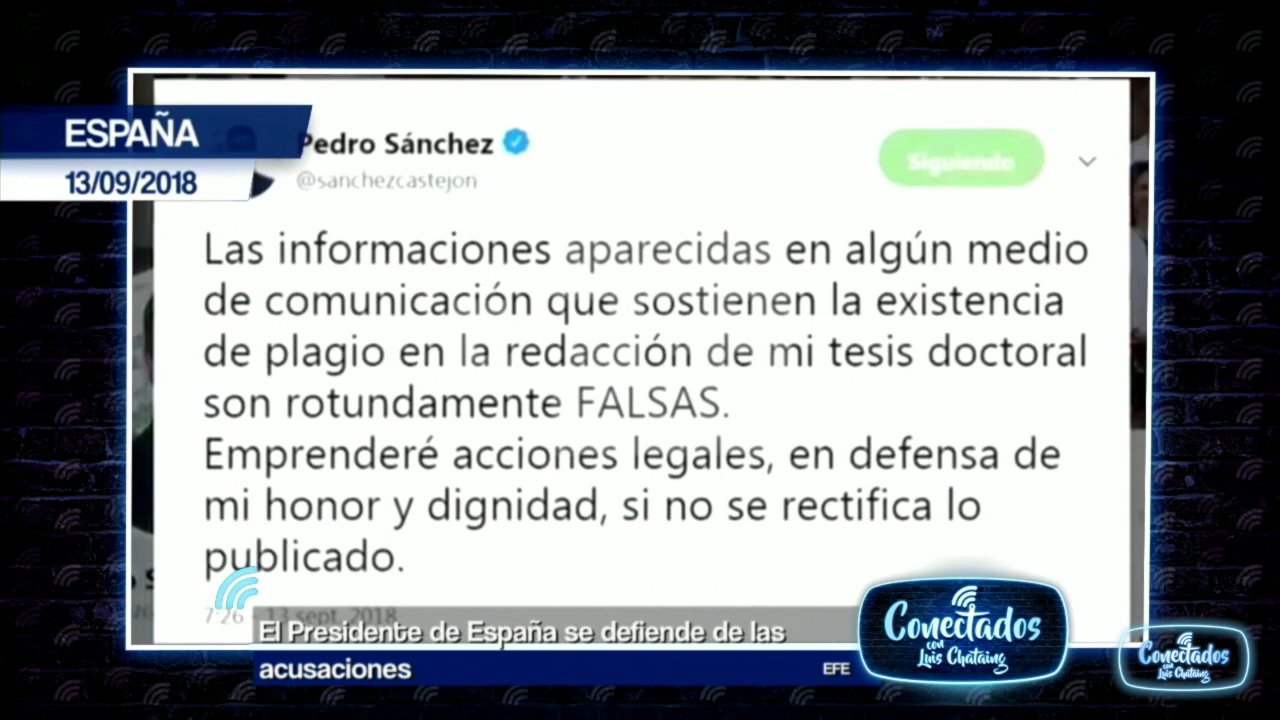 ESPAÑA
13/09/2018
Pedro Sánchez
@sanchezcastejon
Siguiendo
Las informaciones aparecidas en algún medio
de comunicación que sostienen la existencia
de plagio en la redacción de mi tesis doctoral
son rotundamente FALSAS.
Emprenderé acciones legales, en defensa de
mi honor y dignidad, si no se rectifica lo
publicado.
7:26 - 13 sept. 2018
El Presidente de España se defiende de las
acusaciones
EFE
Conectados
con
Luis Chataing
Conectados
con
Luis Chataing